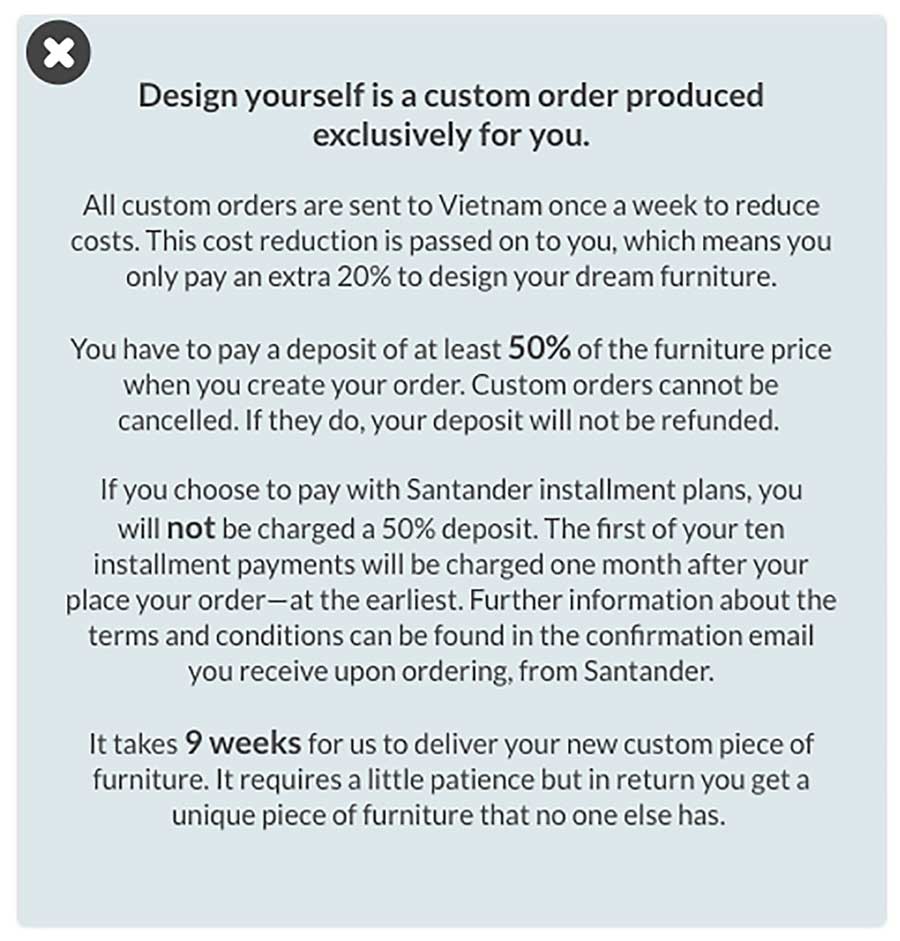 Design yourself is a custom order produced
exclusively for you.
All custom orders are sent to Vietnam once a week to reduce
costs. This cost reduction is passed on to you, which means you
only pay an extra 20% to design your dream furniture.
You have to pay a deposit of at least 50% of the furniture price
when you create your order. Custom orders cannot be
cancelled. If they do, your deposit will not be refunded.
If you choose to pay with Santander installment plans, you
will not be charged a 50% deposit. The first of your ten
installment payments will be charged one month after your
place your order—at the earliest. Further information about the
terms and conditions can be found in the confirmation email
you receive upon ordering, from Santander.
It takes 9 weeks for us to deliver your new custom piece of
furniture. It requires a little patience but in return you get a
unique piece of furniture that no one else has.